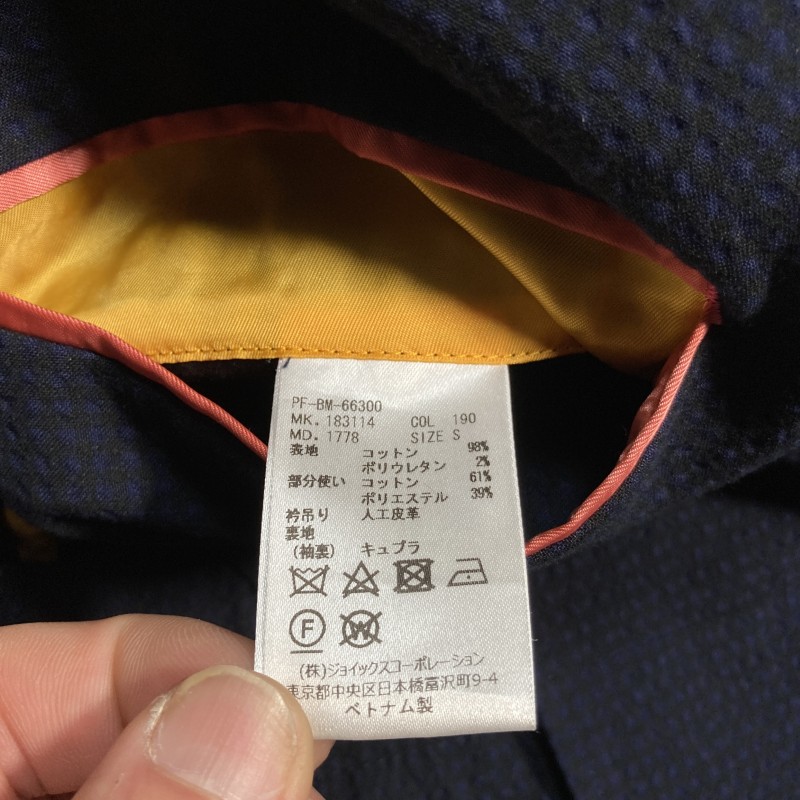 PF-BM-66300
MK. 183114 COL 190
MD. 1778 SIZE S
表地 コットン 98%
ポリウレタン 2%
部分使い コットン 61%
ポリエステル 39%
衿吊り 人工皮革
裏地
(袖裏) キュプラ
F W
(株)ジョイックスコーポレーション
東京都中央区日本橋富沢町9-4
ベトナム製